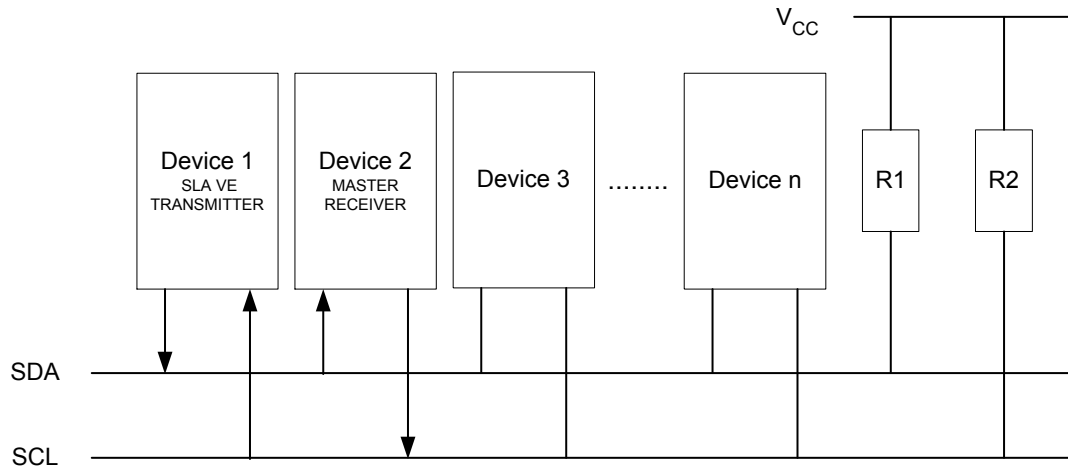 VCC
Device 1
SLA VE
TRANSMITTER
Device 2
MASTER
RECEIVER
Device 3
........
Device n
R1
R2
SDA
SCL